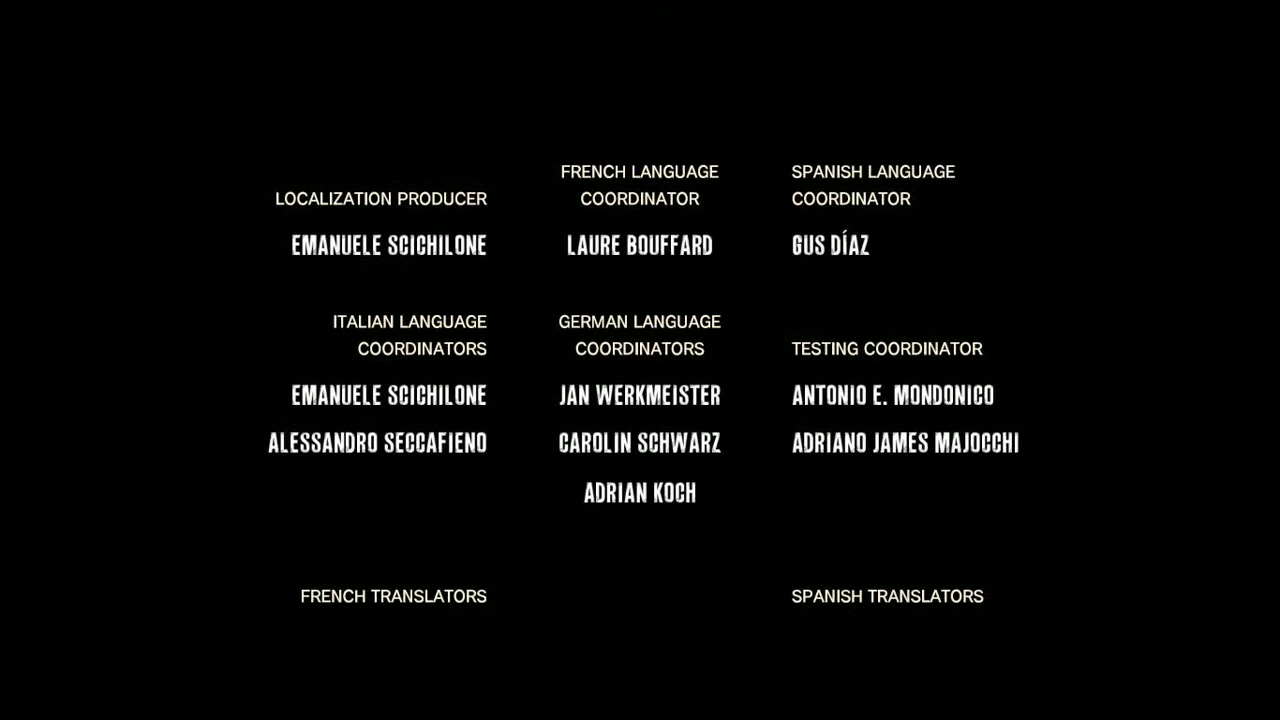 LOCALIZATION PRODUCER
EMANUELE SCICHILONE
FRENCH LANGUAGE
COORDINATOR
LAURE BOUFFARD
SPANISH LANGUAGE
COORDINATOR
GUS DÍAZ
ITALIAN LANGUAGE
COORDINATORS
EMANUELE SCICHILONE
ALESSANDRO SECCAFIENO
GERMAN LANGUAGE
COORDINATORS
JAN WERKMEISTER
CAROLIN SCHWARZ
ADRIAN KOCH
TESTING COORDINATOR
ANTONIO E. MONDONICO
ADRIANO JAMES MAJOCCHI
FRENCH TRANSLATORS
SPANISH TRANSLATORS